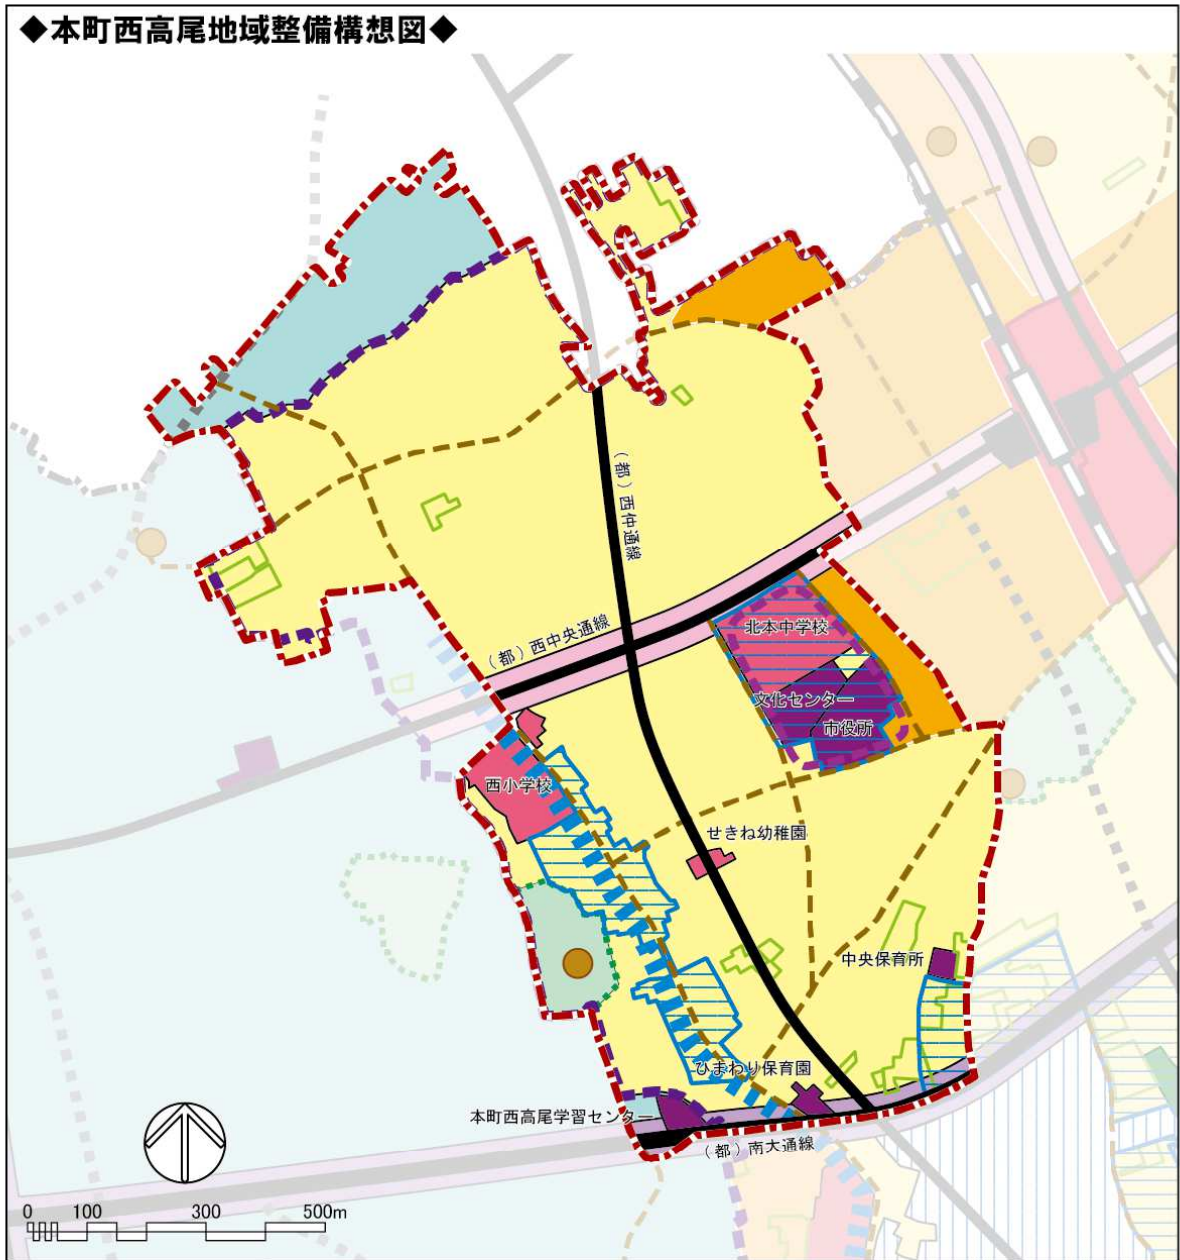 ◆本町西高尾地域整備構想図◆
(都)西仲通線
(都)西中央通線
北本中学校
文化センター
市役所
西小学校
せきね幼稚園
中央保育所
ひまわり保育園
本町西高尾学習センター
(都)南大通線
0 100 300 500m